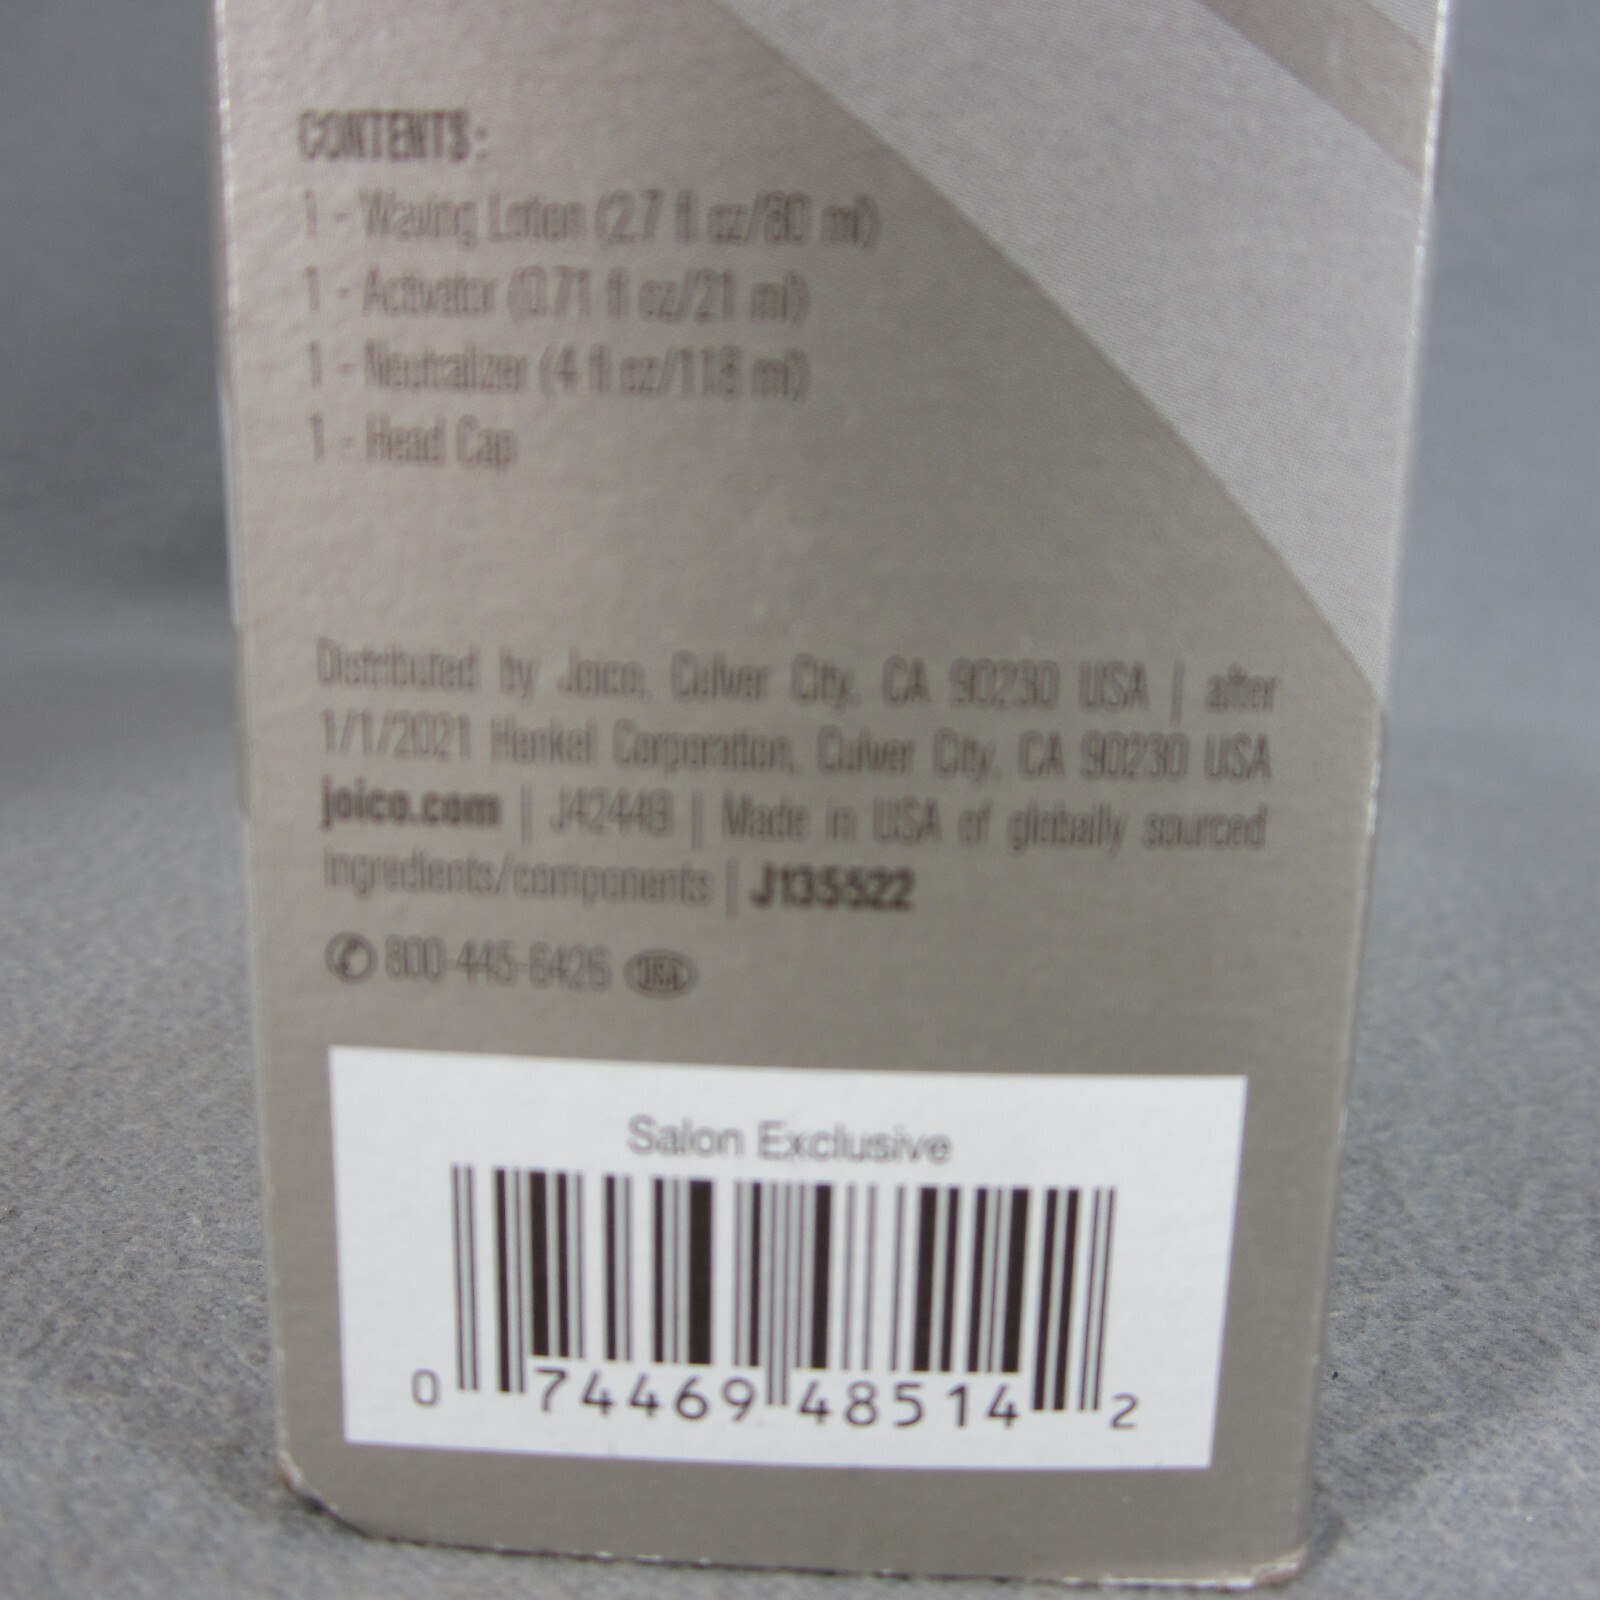 CONTENTS:
1 - Waving Lotion (2.7 fl oz/80 ml)
1 - Activator (0.71 fl oz/21 ml)
1 - Neutralizer (4 fl oz/118 ml)
1 - Head Cap
Distributed by Joico, Culver City, CA 90230 USA | after
1/1/2021 Henkel Corporation, Culver City, CA 90230 USA
joico.com | J42449 | Made in USA of globally sourced
ingredients/components | J135522
✆ 800-445-6426 USA
Salon Exclusive
0 74469 48514 2